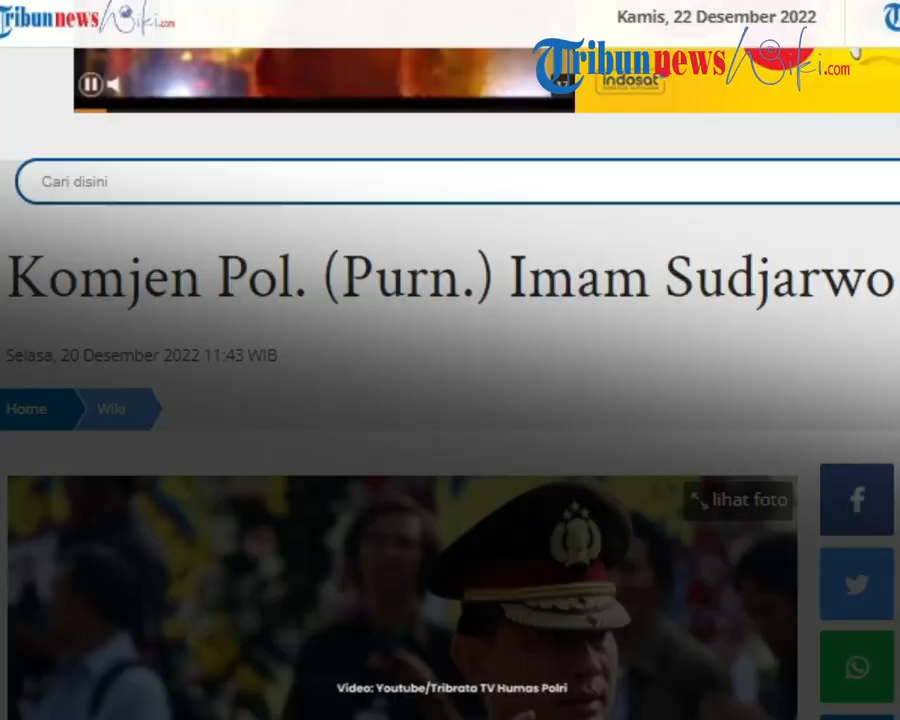 Tribunnews Wiki.com
Kamis, 22 Desember 2022
Tribunnews Wiki.com
indosat
Cari disini
Komjen Pol. (Purn.) Imam Sudjarwo
Selasa, 20 Desember 2022 11:43 WIB
Home
Wiki
lihat foto
Video: Youtube/Tribrata TV Humas Polri